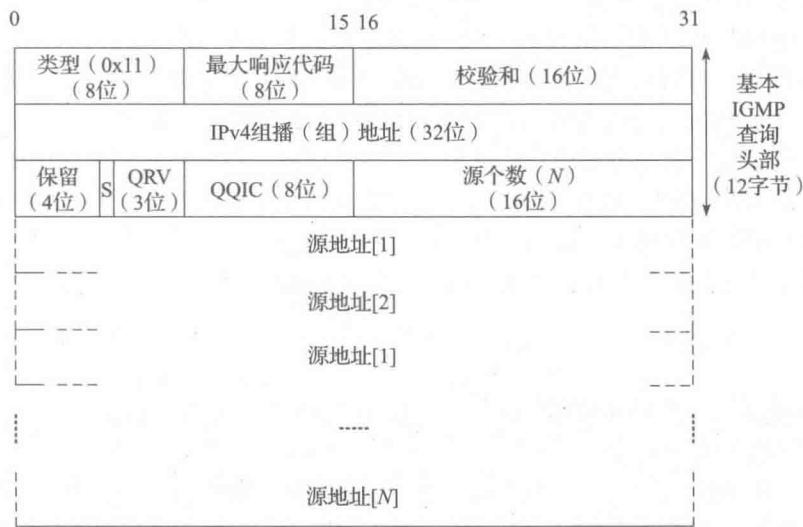 0 15 16 31
类型（0x11）
（8位）
最大响应代码
（8位）
校验和（16位）
IPv4组播（组）地址（32位）
保留
（4位）
S
QRV
（3位）
QQIC（8位）
源个数（N）
（16位）
基本
IGMP
查询
头部
（12字节）
源地址[1]
源地址[2]
源地址[1]
源地址[N]